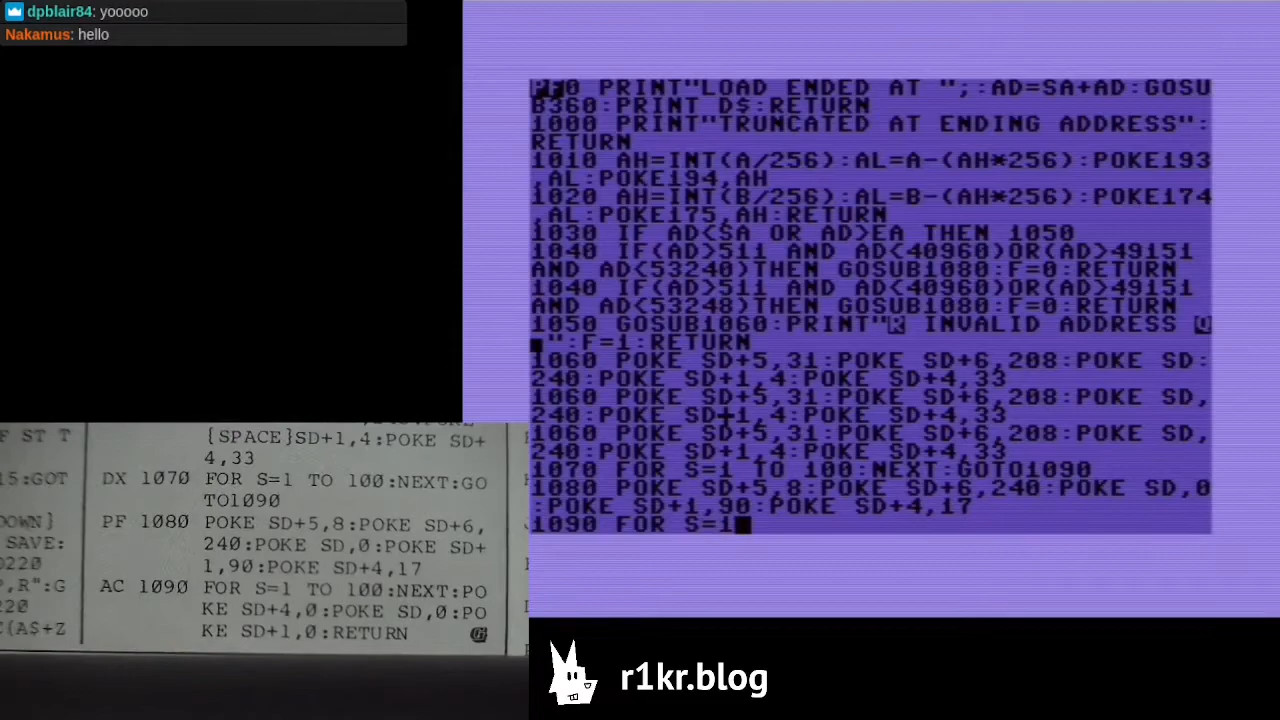 dpblair84: yooooo
Nakamus: hello
PF0 PRINT"LOAD ENDED AT ";:AD=SA+AD:GOSU
B360:PRINT D$:RETURN
1000 PRINT"TRUNCATED AT ENDING ADDRESS":
RETURN
1010 AH=INT(A/256):AL=A-(AH*256):POKE193
,AL:POKE194,AH
1020 AH=INT(B/256):AL=B-(AH*256):POKE174
,AL:POKE175,AH:RETURN
1030 IF AD<SA OR AD>EA THEN 1050
1040 IF(AD>511 AND AD<40960)OR(AD>49151
AND AD<53240)THEN GOSUB1080:F=0:RETURN
1040 IF(AD>511 AND AD<40960)OR(AD>49151
AND AD<53248)THEN GOSUB1080:F=0:RETURN
1050 GOSUB1060:PRINT"R INVALID ADDRESS
":F=1:RETURN
1060 POKE SD+5,31:POKE SD+6,208:POKE SD:
240:POKE SD+1,4:POKE SD+4,33
1060 POKE SD+5,31:POKE SD+6,208:POKE SD,
240:POKE SD+1,4:POKE SD+4,33
1060 POKE SD+5,31:POKE SD+6,208:POKE SD,
240:POKE SD+1,4:POKE SD+4,33
1070 FOR S=1 TO 100:NEXT:GOTO1090
1080 POKE SD+5,8:POKE SD+6,240:POKE SD,0
:POKE SD+1,90:POKE SD+4,17
1090 FOR S=1
F ST T
15:GOT
DOWN}
SAVE:
0220
P,R":G
220
C(A$+Z
{SPACE}SD+1,4:POKE SD+
4,33
DX 1070 FOR S=1 TO 100:NEXT:GO
TO1090
PF 1080 POKE SD+5,8:POKE SD+6,
240:POKE SD,0:POKE SD+
1,90:POKE SD+4,17
AC 1090 FOR S=1 TO 100:NEXT:PO
KE SD+4,0:POKE SD,0:PO
KE SD+1,0:RETURN
r1kr.blog